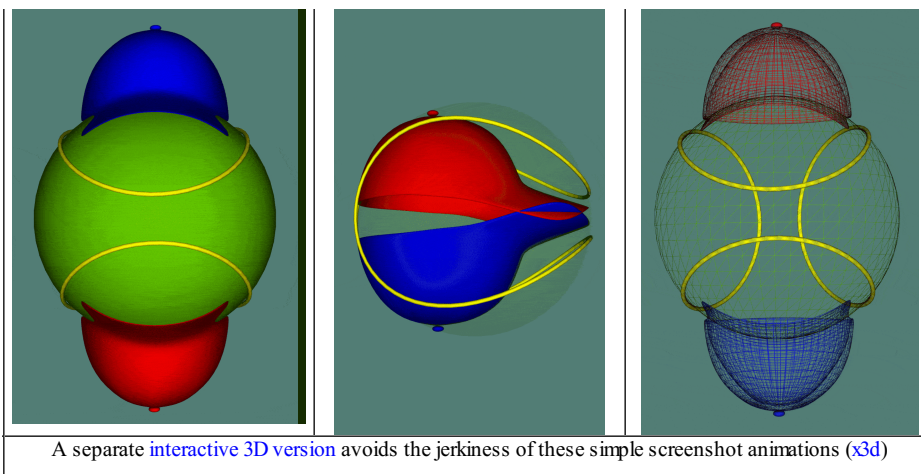 A separate interactive 3D version avoids the jerkiness of these simple screenshot animations (x3d)